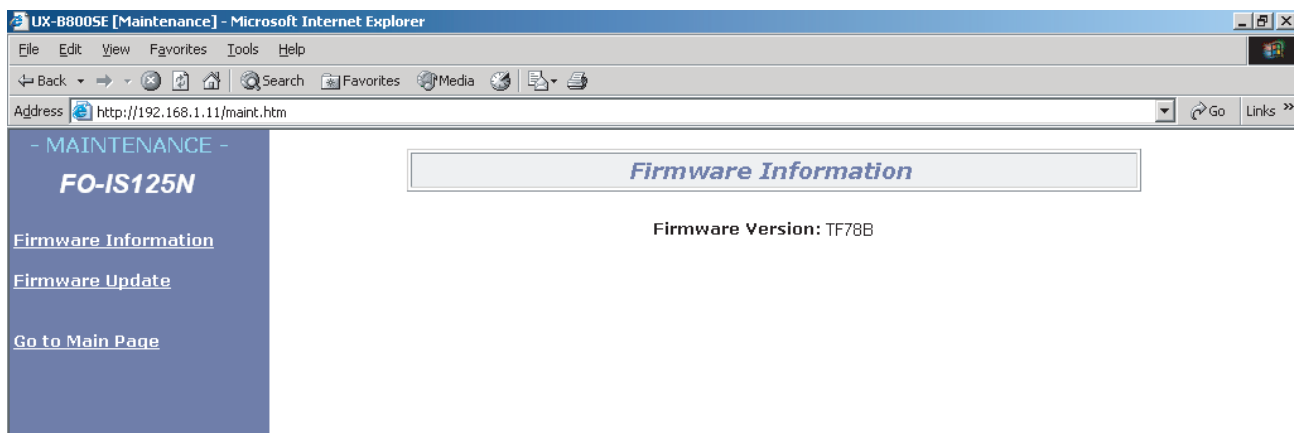 UX-B800SE [Maintenance] - Microsoft Internet Explorer
File Edit View Favorites Tools Help
Back Search Favorites Media
Address http://192.168.1.11/maint.htm Go Links »
- MAINTENANCE -
FO-IS125N
Firmware Information
Firmware Update
Go to Main Page
Firmware Information
Firmware Version: TF78B